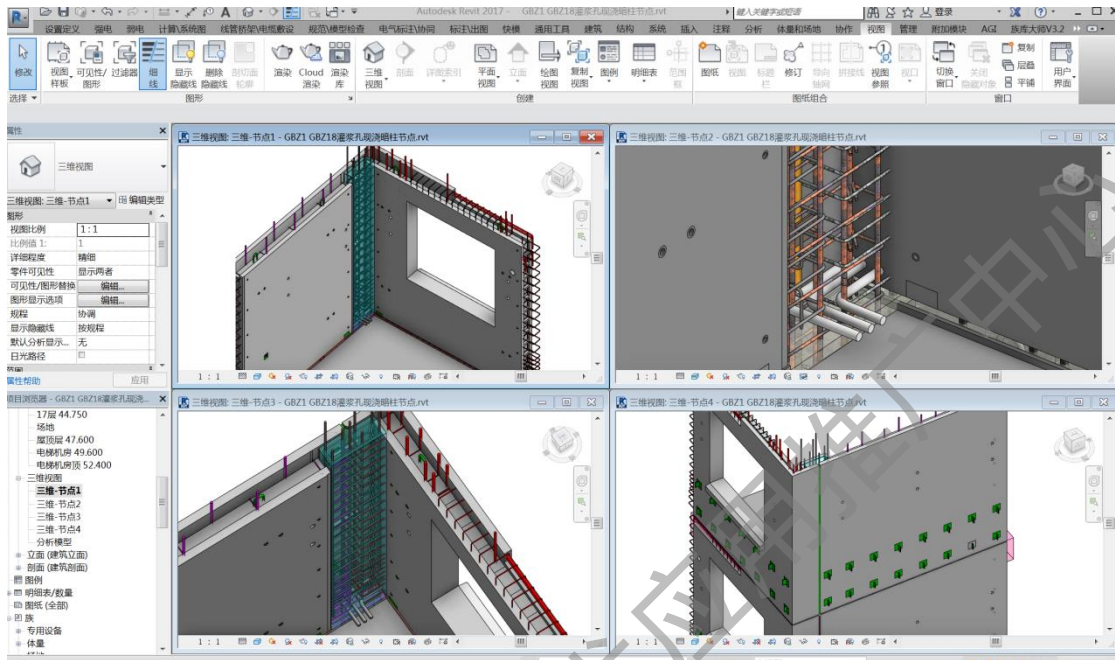 Autodesk Revit 2017 - GBZ1 GBZ18灌浆孔现浇暗柱节点.rvt
键入关键字或短语
登录
设置定义 强电 弱电 计算\系统图 线管桥架\电缆敷设 规范\模型检查 电气标注\协同 标注\出图 快模 通用工具 建筑 结构 系统 插入 注释 分析 体量和场地 协作 视图 管理 附加模块 AGI 族库大师V3.2
修改 视图样板 可见性/图形 过滤器 细线 显示隐藏线 删除隐藏线 剖切面轮廓 渲染 Cloud渲染 渲染库 三维视图 剖面 详图索引 平面视图 立面 绘图视图 复制视图 图例 明细表 范围框 图纸 视图 标题栏 修订 导向轴网 拼接线 视图参照 视口 切换窗口 关闭隐藏对象 复制 层叠 平铺 用户界面
选择 图形 创建 图纸组合 窗口
属性
三维视图
三维视图: 三维-节点1 编辑类型
图形
视图比例 1 : 1
比例值 1: 1
详细程度 精细
零件可见性 显示两者
可见性/图形替换 编辑...
图形显示选项 编辑...
规程 协调
显示隐藏线 按规程
默认分析显示... 无
日光路径
范围
属性帮助 应用
项目浏览器 - GBZ1 GBZ18灌浆孔现浇...
17层 44.750
场地
屋顶层 47.600
电梯机房 49.600
电梯机房顶 52.400
三维视图
三维-节点1
三维-节点2
三维-节点3
三维-节点4
分析模型
立面 (建筑立面)
剖面 (建筑剖面)
图例
明细表/数量
图纸 (全部)
族
专用设备
体量
三维视图: 三维-节点1 - GBZ1 GBZ18灌浆孔现浇暗柱节点.rvt
1 : 1
三维视图: 三维-节点2 - GBZ1 GBZ18灌浆孔现浇暗柱节点.rvt
1 : 1
三维视图: 三维-节点3 - GBZ1 GBZ18灌浆孔现浇暗柱节点.rvt
1 : 1
三维视图: 三维-节点4 - GBZ1 GBZ18灌浆孔现浇暗柱节点.rvt
1 : 1
应用推广中心